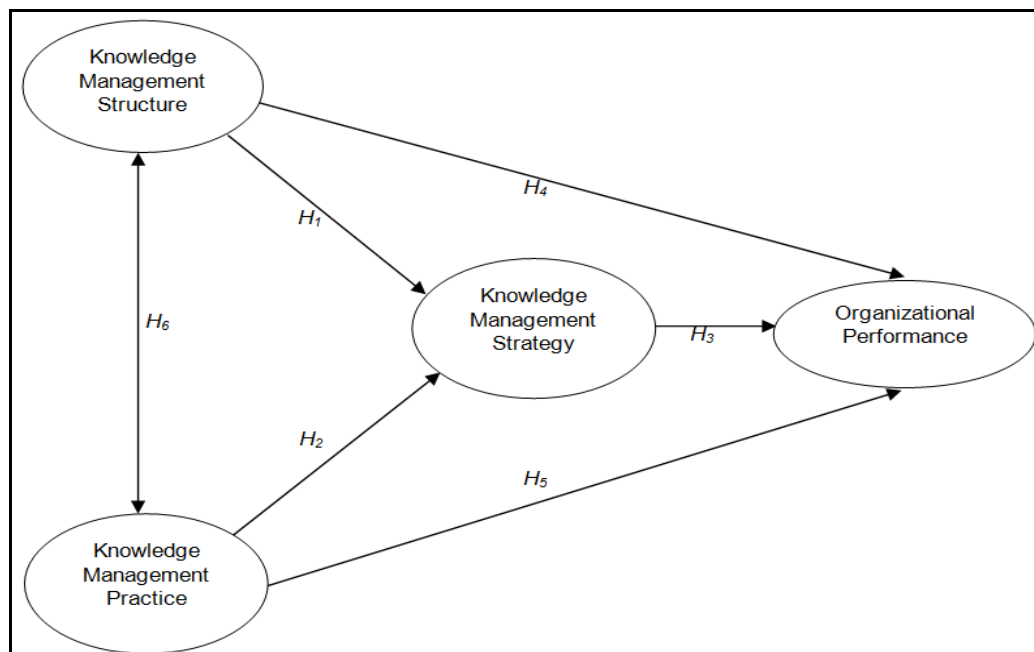 Knowledge
Management
Structure
H4
H1
Knowledge
Management
Strategy
Organizational
Performance
H3
H6
H2
H5
Knowledge
Management
Practice